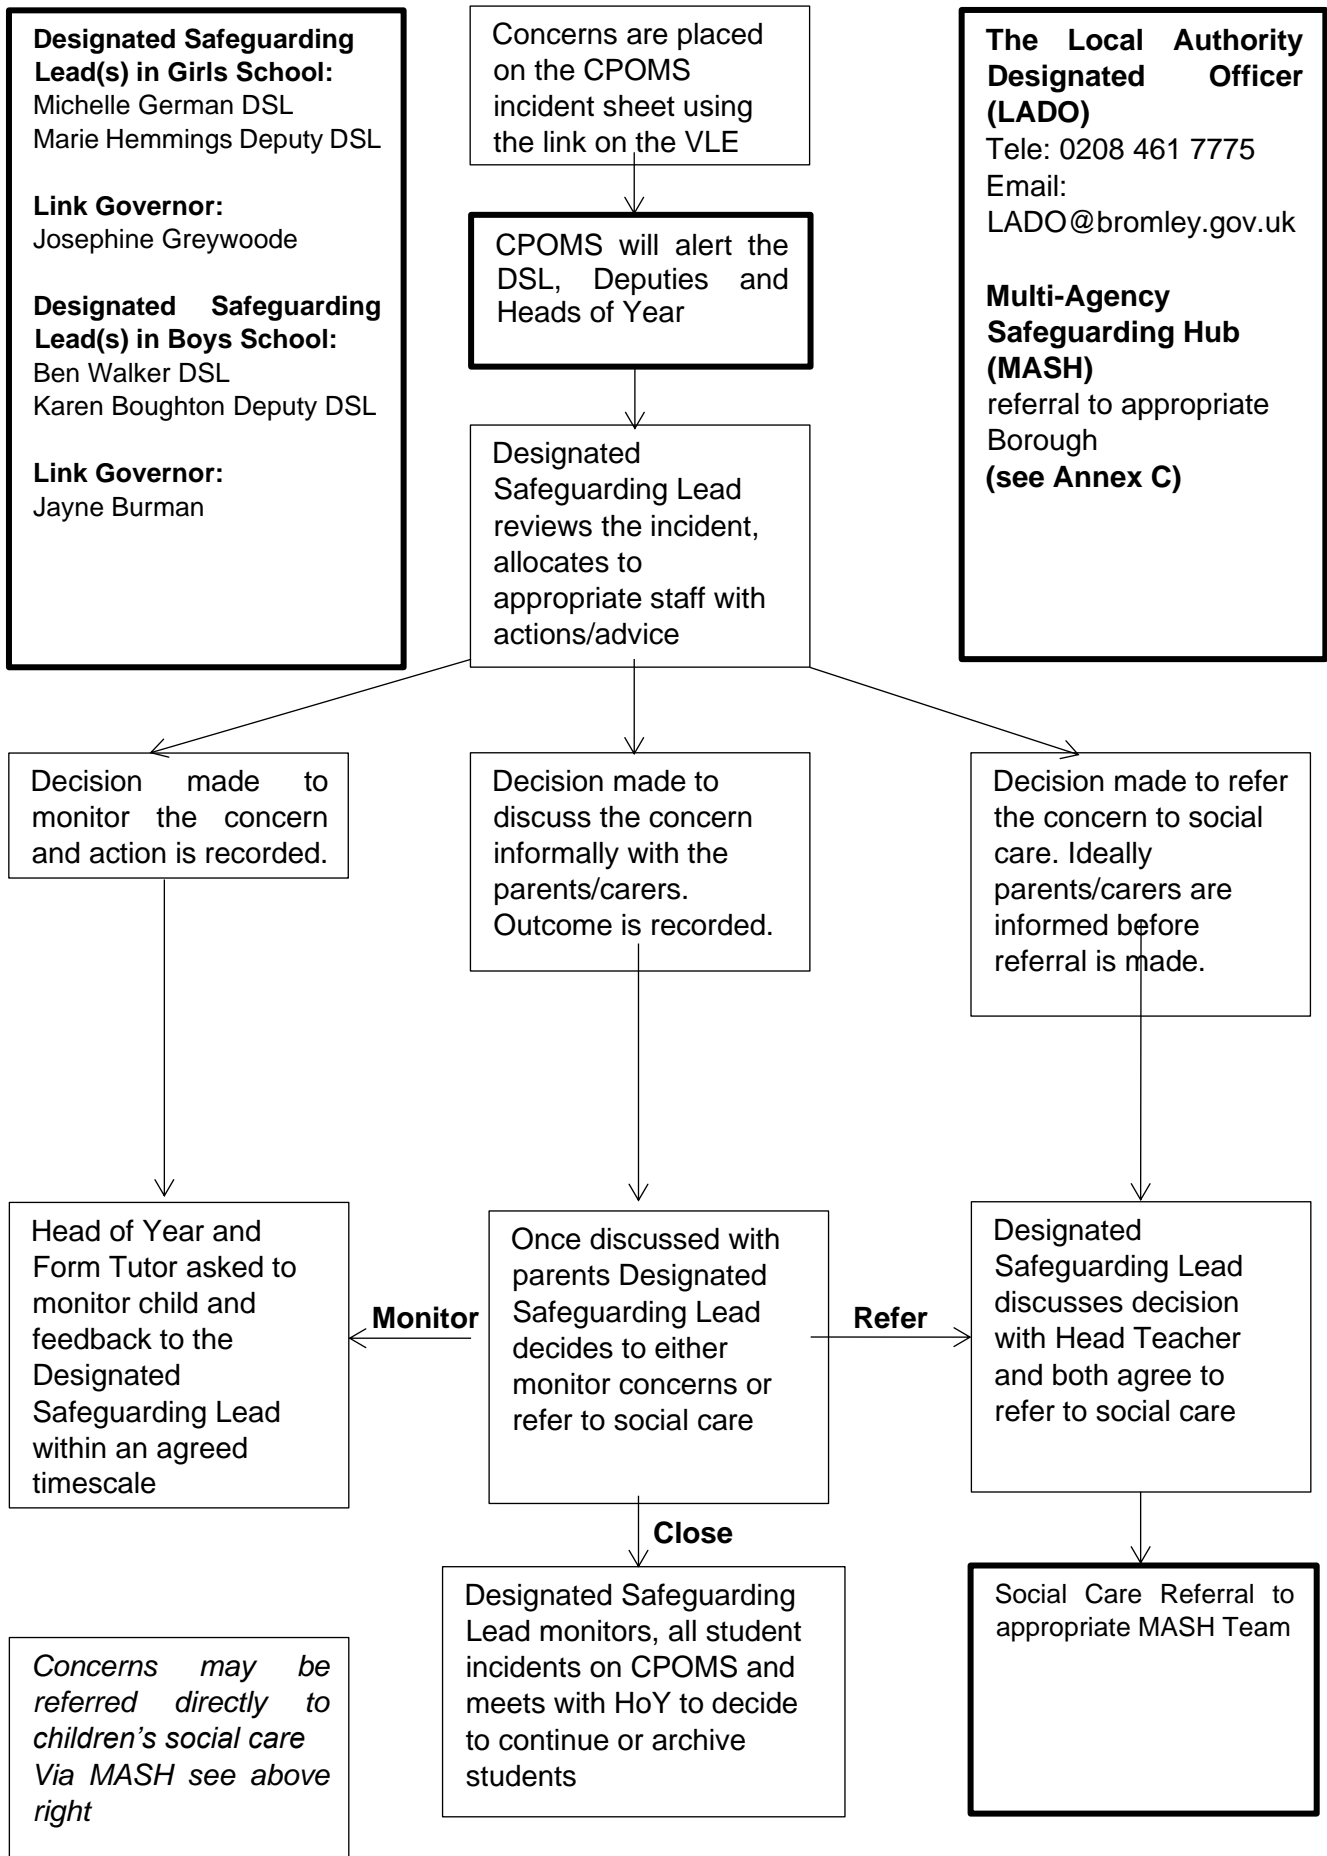 Designated Safeguarding
Lead(s) in Girls School:
Michelle German DSL
Marie Hemmings Deputy DSL
Link Governor:
Josephine Greywoode
Designated Safeguarding
Lead(s) in Boys School:
Ben Walker DSL
Karen Boughton Deputy DSL
Link Governor:
Jayne Burman
Concerns are placed
on the CPOMS
incident sheet using
the link on the VLE
CPOMS will alert the
DSL, Deputies and
Heads of Year
Designated
Safeguarding Lead
reviews the incident,
allocates to
appropriate staff with
actions/advice
The Local Authority
Designated Officer
(LADO)
Tele: 0208 461 7775
Email:
LADO@bromley.gov.uk
Multi-Agency
Safeguarding Hub
(MASH)
referral to appropriate
Borough
(see Annex C)
Decision made to
monitor the concern
and action is recorded.
Decision made to
discuss the concern
informally with the
parents/carers.
Outcome is recorded.
Decision made to refer
the concern to social
care. Ideally
parents/carers are
informed before
referral is made.
Head of Year and
Form Tutor asked to
monitor child and
feedback to the
Designated
Safeguarding Lead
within an agreed
timescale
Monitor
Once discussed with
parents Designated
Safeguarding Lead
decides to either
monitor concerns or
refer to social care
Refer
Designated
Safeguarding Lead
discusses decision
with Head Teacher
and both agree to
refer to social care
Close
Designated Safeguarding
Lead monitors, all student
incidents on CPOMS and
meets with HoY to decide
to continue or archive
students
Social Care Referral to
appropriate MASH Team
Concerns may be
referred directly to
children’s social care
Via MASH see above
right